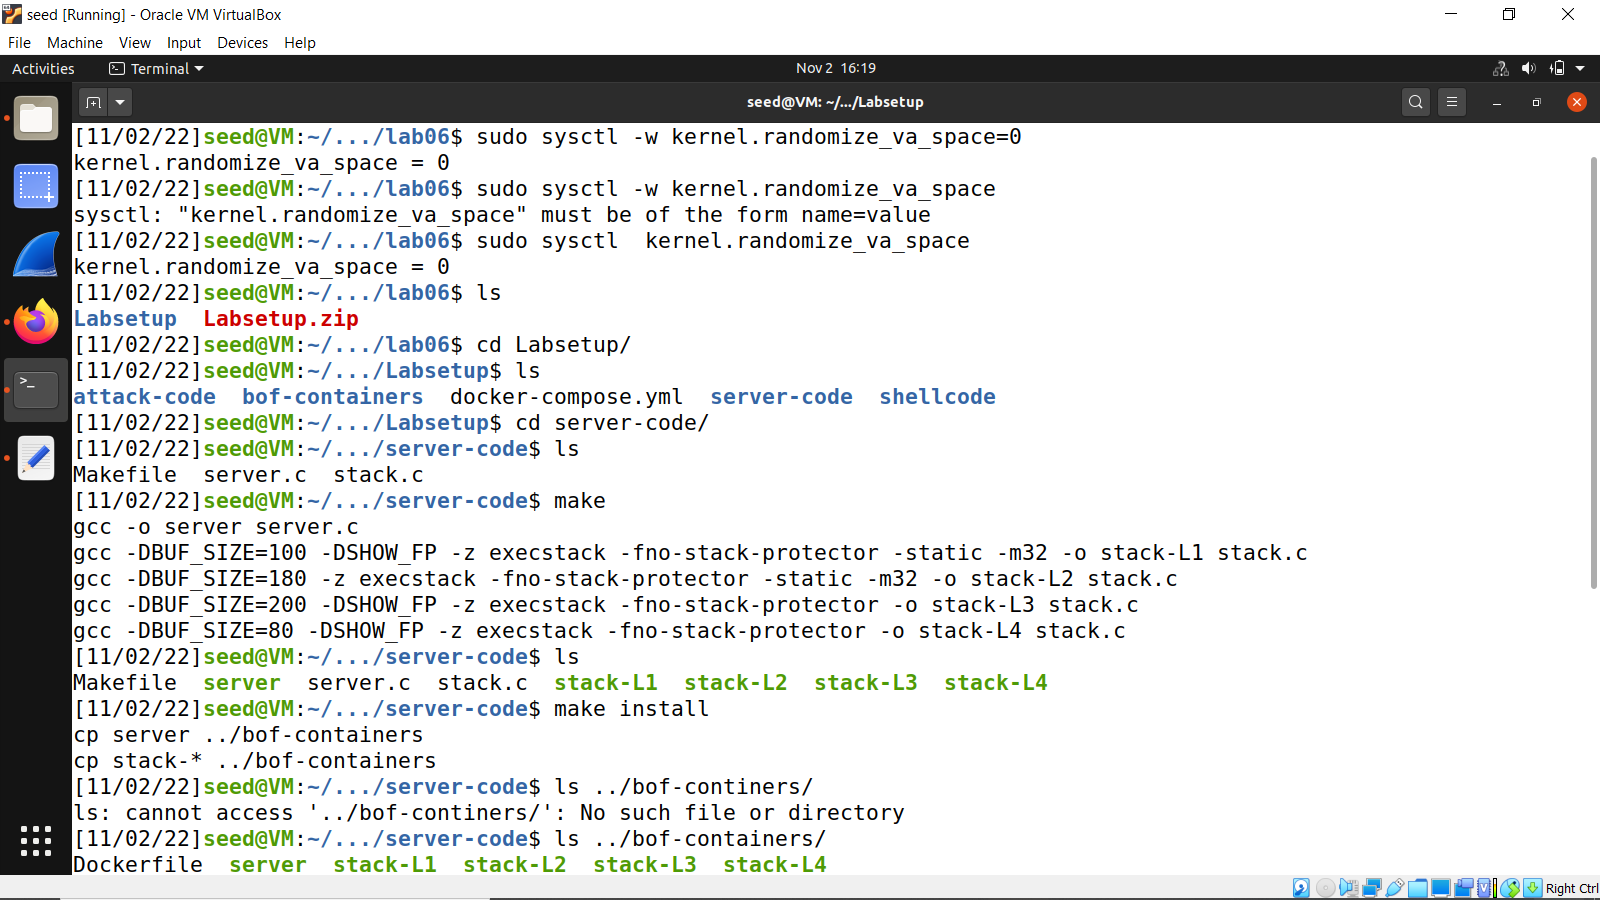 seed [Running] - Oracle VM VirtualBox
File Machine View Input Devices Help
Activities Terminal Nov 2 16:19
seed@VM: ~/.../Labsetup
[11/02/22]seed@VM:~/.../lab06$ sudo sysctl -w kernel.randomize_va_space=0
kernel.randomize_va_space = 0
[11/02/22]seed@VM:~/.../lab06$ sudo sysctl -w kernel.randomize_va_space
sysctl: "kernel.randomize_va_space" must be of the form name=value
[11/02/22]seed@VM:~/.../lab06$ sudo sysctl  kernel.randomize_va_space
kernel.randomize_va_space = 0
[11/02/22]seed@VM:~/.../lab06$ ls
Labsetup  Labsetup.zip
[11/02/22]seed@VM:~/.../lab06$ cd Labsetup/
[11/02/22]seed@VM:~/.../Labsetup$ ls
attack-code  bof-containers  docker-compose.yml  server-code  shellcode
[11/02/22]seed@VM:~/.../Labsetup$ cd server-code/
[11/02/22]seed@VM:~/.../server-code$ ls
Makefile  server.c  stack.c
[11/02/22]seed@VM:~/.../server-code$ make
gcc -o server server.c
gcc -DBUF_SIZE=100 -DSHOW_FP -z execstack -fno-stack-protector -static -m32 -o stack-L1 stack.c
gcc -DBUF_SIZE=180 -z execstack -fno-stack-protector -static -m32 -o stack-L2 stack.c
gcc -DBUF_SIZE=200 -DSHOW_FP -z execstack -fno-stack-protector -o stack-L3 stack.c
gcc -DBUF_SIZE=80 -DSHOW_FP -z execstack -fno-stack-protector -o stack-L4 stack.c
[11/02/22]seed@VM:~/.../server-code$ ls
Makefile  server  server.c  stack.c  stack-L1  stack-L2  stack-L3  stack-L4
[11/02/22]seed@VM:~/.../server-code$ make install
cp server ../bof-containers
cp stack-* ../bof-containers
[11/02/22]seed@VM:~/.../server-code$ ls ../bof-continers/
ls: cannot access '../bof-continers/': No such file or directory
[11/02/22]seed@VM:~/.../server-code$ ls ../bof-containers/
Dockerfile  server  stack-L1  stack-L2  stack-L3  stack-L4
Right Ctrl